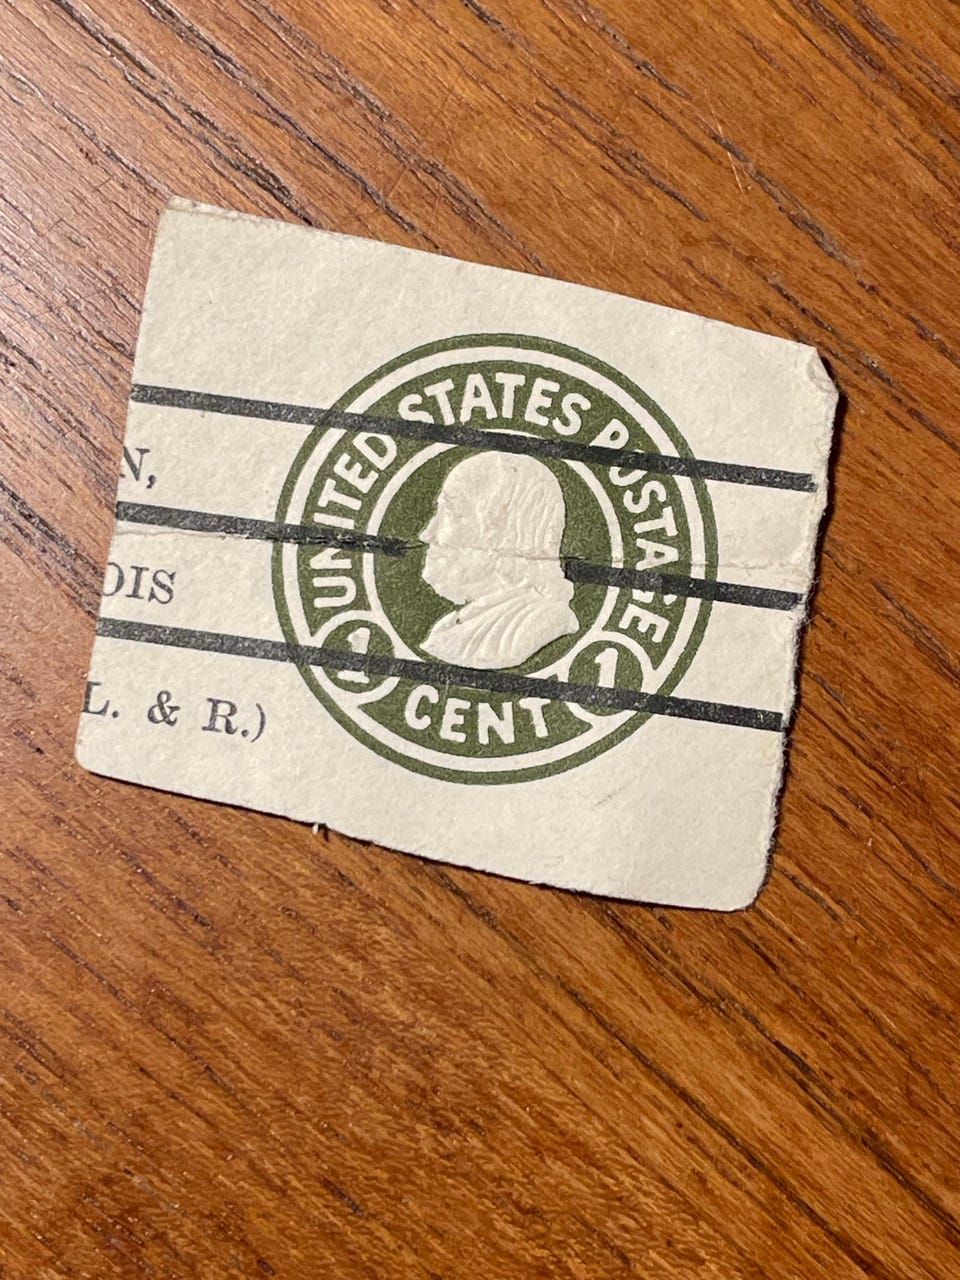 UNITED STATES POSTAGE
1 CENT 1
N,
OIS
L. & R.)